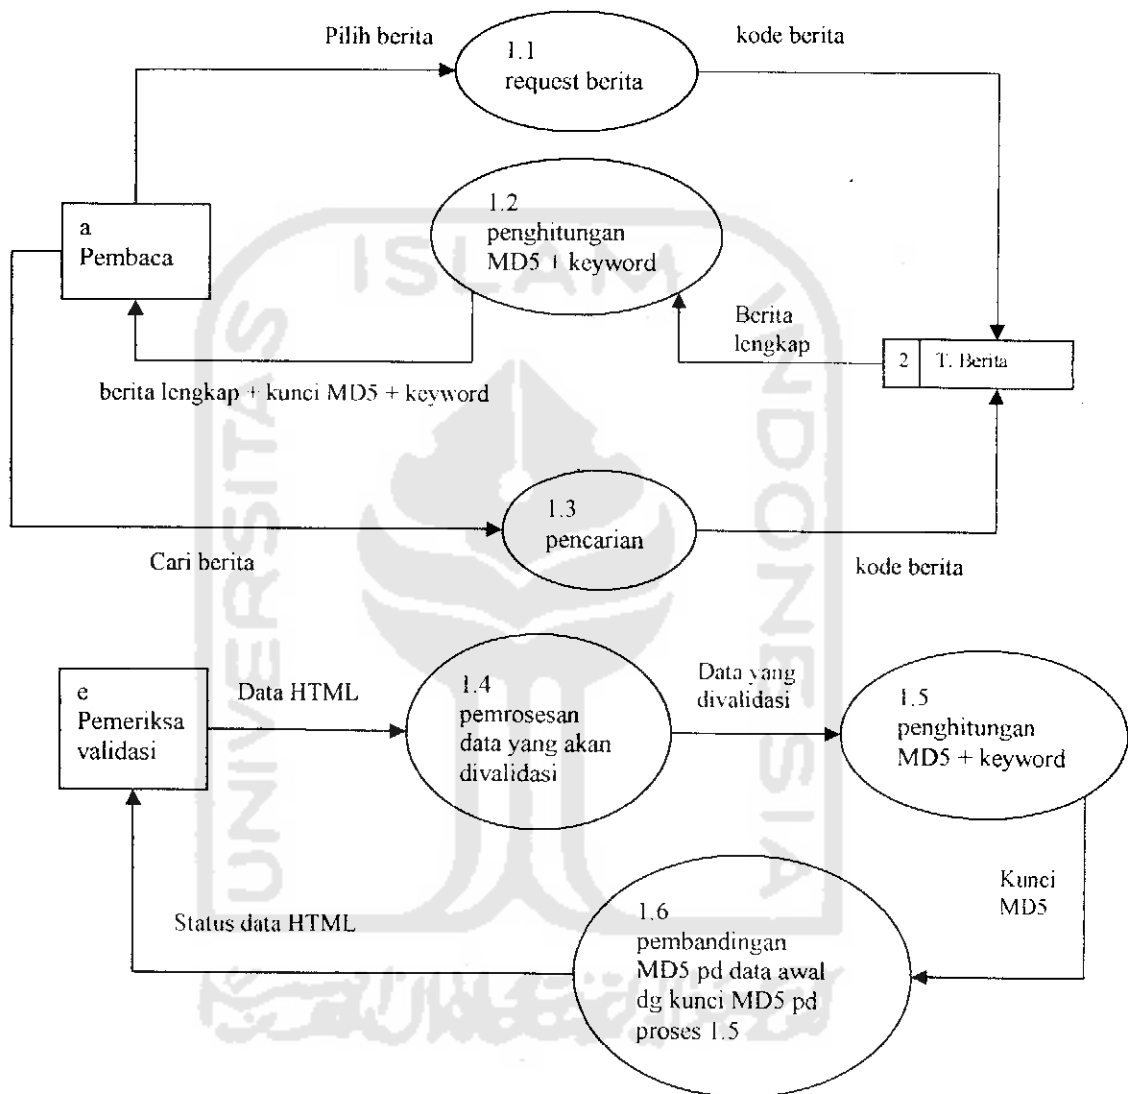 Pilih berita
kode berita
1.1
request berita
a
Pembaca
1.2
penghitungan
MD5 + keyword
Berita
lengkap
2 T. Berita
berita lengkap + kunci MD5 + keyword
1.3
pencarian
Cari berita
kode berita
e
Pemeriksa
validasi
Data HTML
1.4
pemrosesan
data yang akan
divalidasi
Data yang
divalidasi
1.5
penghitungan
MD5 + keyword
Kunci
MD5
Status data HTML
1.6
pembandingan
MD5 pd data awal
dg kunci MD5 pd
proses 1.5
UNIVERSITAS
ISLAM
INDONESIA